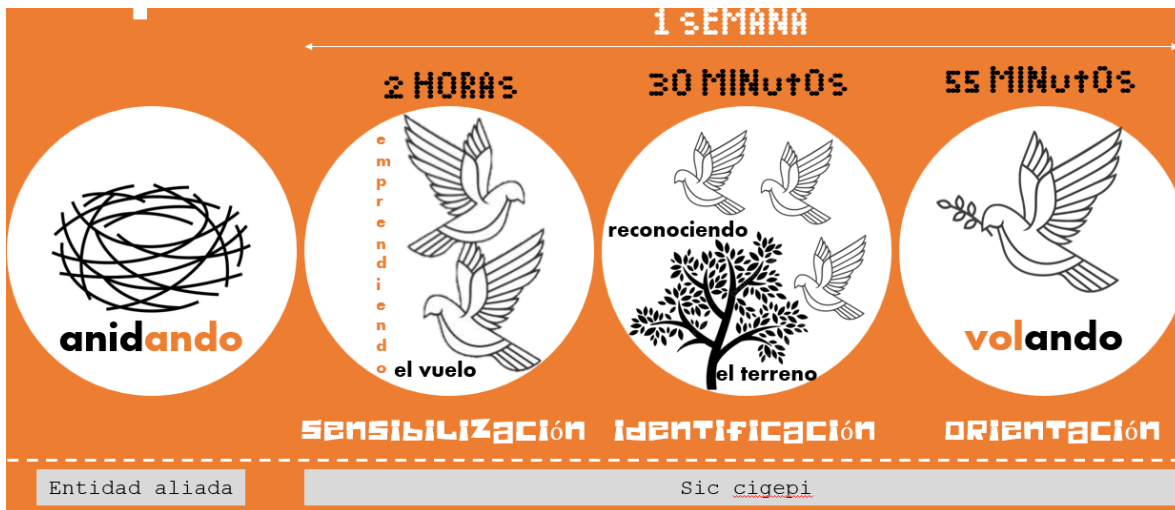 1 SEMANA
2 HORAS
30 MINutOS
55 MINutOS
anidando
emprendiendo
el vuelo
reconociendo
el terreno
volando
sensibilización
identificación
orientación
Entidad aliada
Sic cigepi